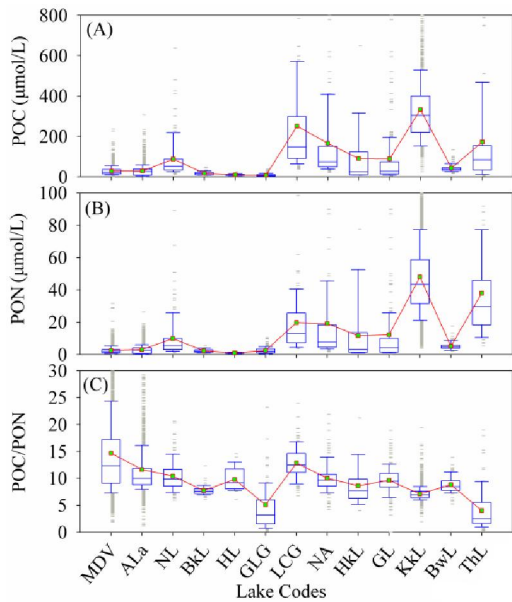 (A)
POC (μmol/L)
800
600
400
200
0
(B)
PON (μmol/L)
100
80
60
40
20
0
(C)
POC/PON
30
25
20
15
10
5
0
MDV ALa NL BkL HL GLG LCG NA HkL GL KkL BwL ThL
Lake Codes